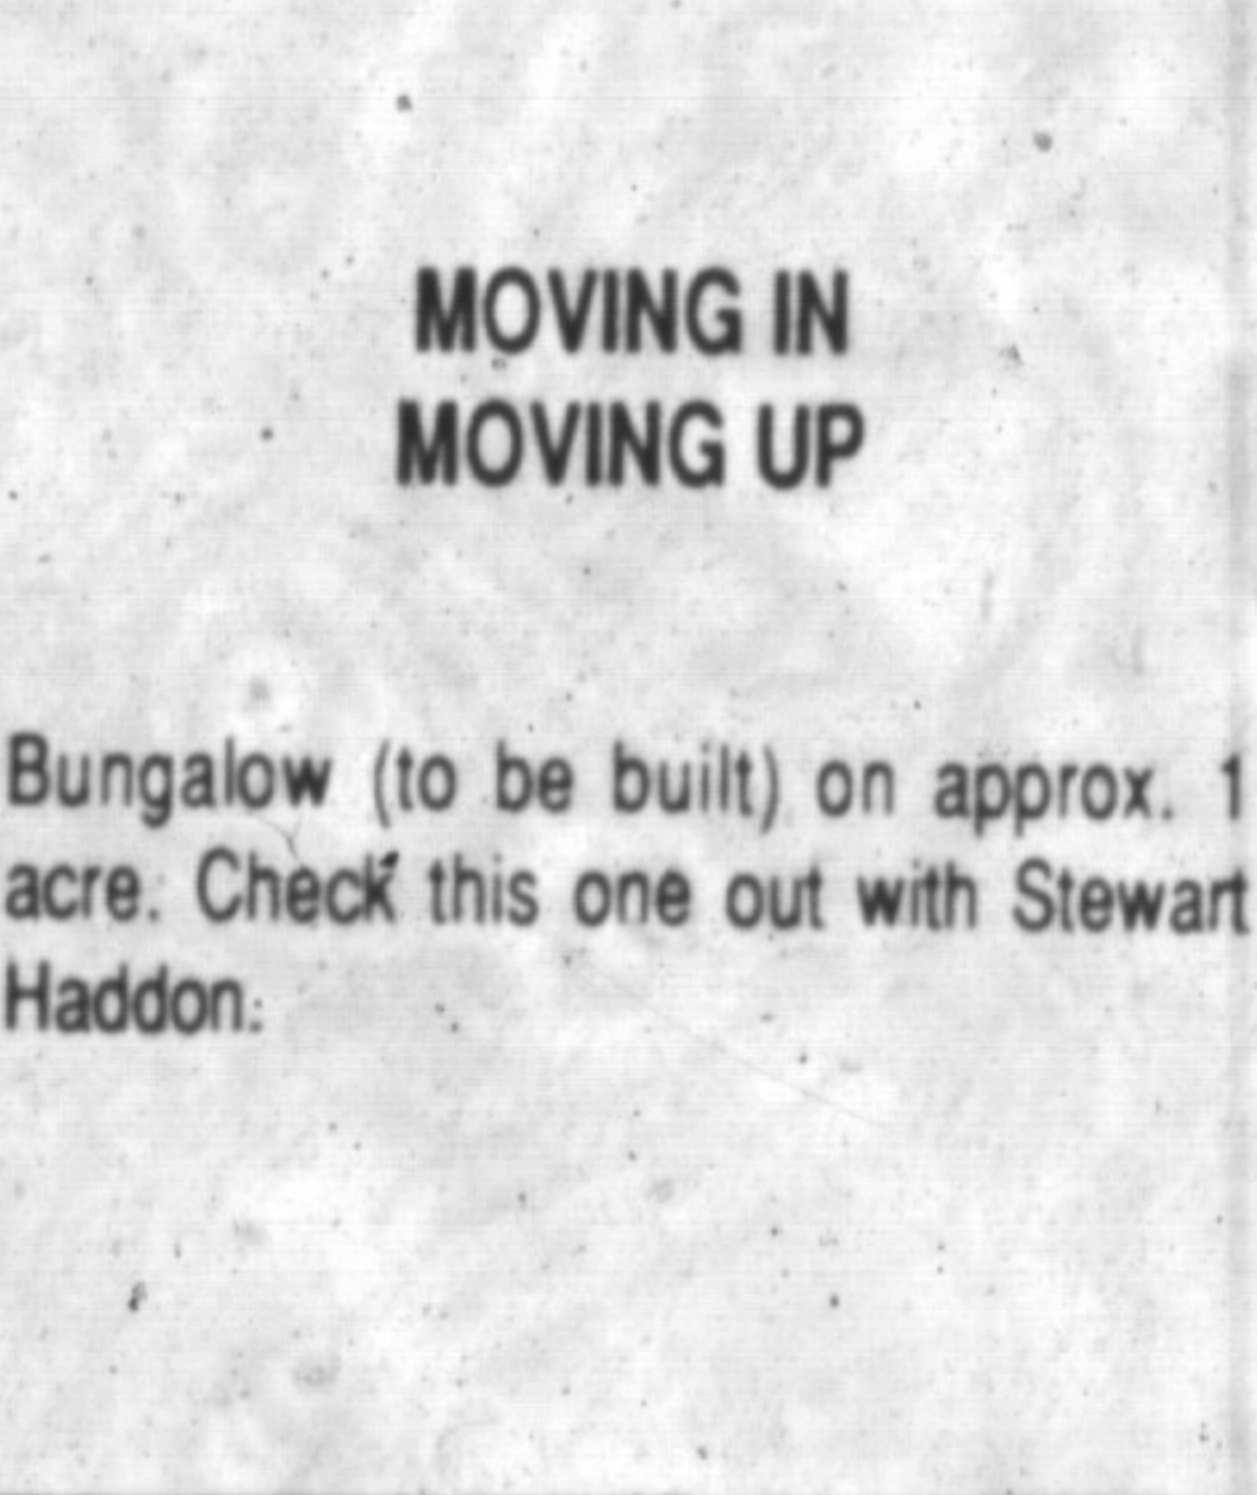 MOVING IN
MOVING UP
Bungalow (to be built) on approx. 1
acre. Check this one out with Stewart
Haddon.